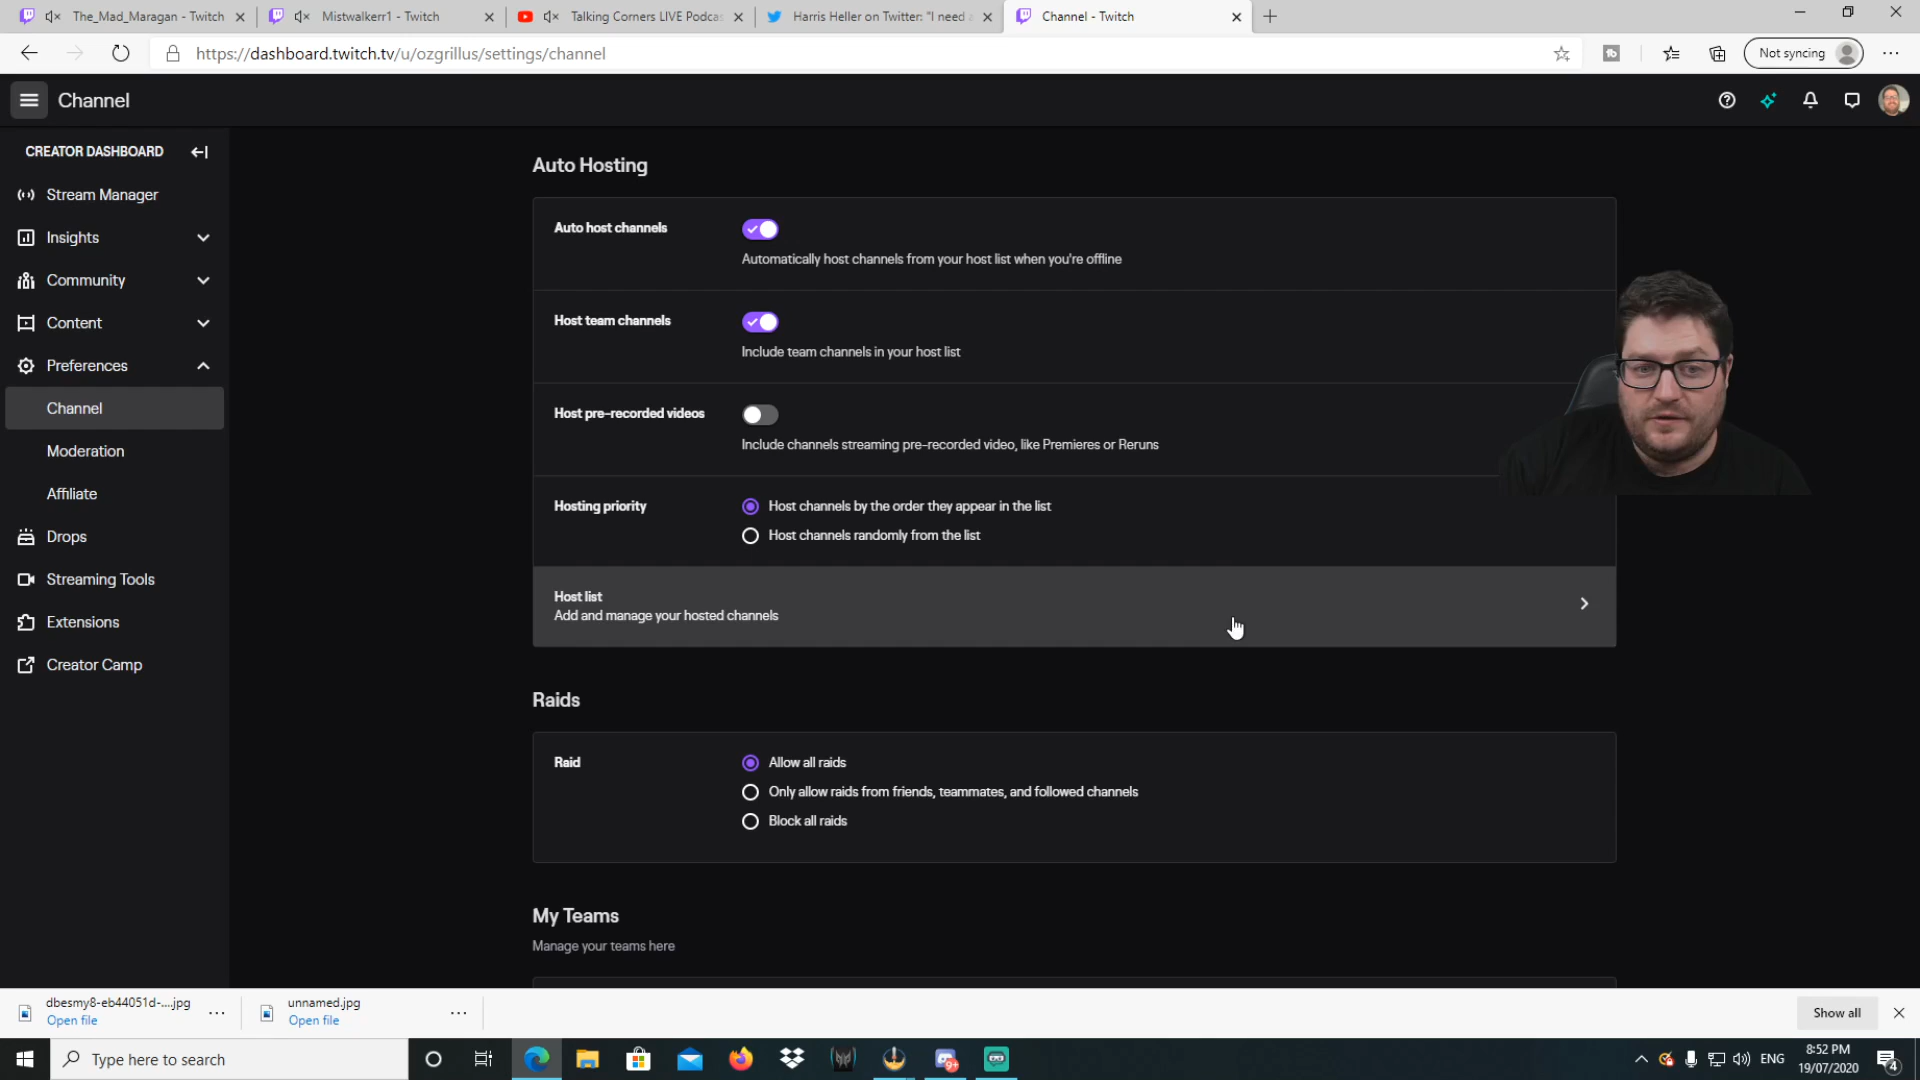 The_Mad_Maragan - Twitch
Mistwalkerr1 - Twitch
Talking Corners LIVE Podca
Harris Heller on Twitter: "I need
Channel - Twitch
https://dashboard.twitch.tv/u/ozgrillus/settings/channel
Not syncing
Channel
CREATOR DASHBOARD
Stream Manager
Insights
Community
Content
Preferences
Channel
Moderation
Affiliate
Drops
Streaming Tools
Extensions
Creator Camp
Auto Hosting
Auto host channels
Automatically host channels from your host list when you're offline
Host team channels
Include team channels in your host list
Host pre-recorded videos
Include channels streaming pre-recorded video, like Premieres or Reruns
Hosting priority
Host channels by the order they appear in the list
Host channels randomly from the list
Host list
Add and manage your hosted channels
Raids
Raid
Allow all raids
Only allow raids from friends, teammates, and followed channels
Block all raids
My Teams
Manage your teams here
dbesmy8-eb44051d-....jpg
Open file
unnamed.jpg
Open file
Show all
Type here to search
ENG
8:52 PM
19/07/2020
4